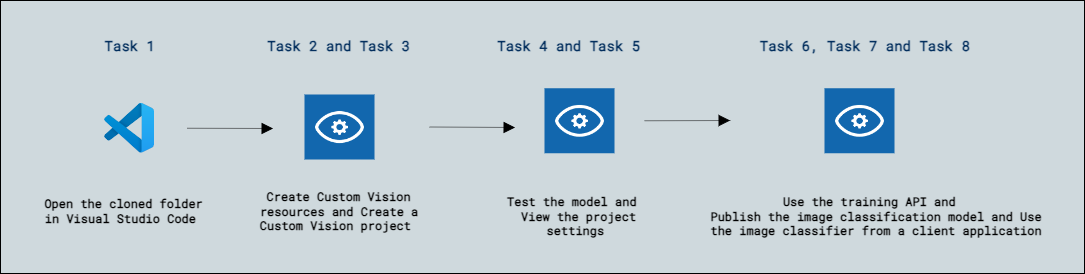 Task 1
Task 2 and Task 3
Task 4 and Task 5
Task 6, Task 7 and Task 8
Open the cloned folder
in Visual Studio Code
Create Custom Vision
resources and Create a
Custom Vision project
Test the model and
View the project
settings
Use the training API and
Publish the image classification model and Use
the image classifier from a client application